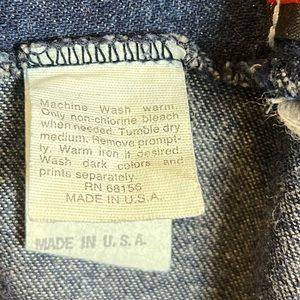 Machine Wash warm.
Only non-chlorine bleach
when needed. Tumble dry
medium. Remove prompt-
ly. Warm iron if desired.
Wash dark colors and
prints separately.
RN 68156
MADE IN U.S.A.
MADE IN U.S.A.